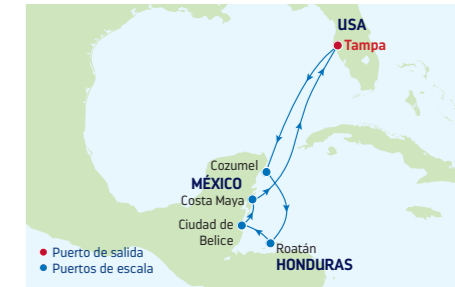 USA
Tampa
Cozumel
MÉXICO
Costa Maya
Ciudad de
Belice
Roatán
HONDURAS
Puerto de salida
Puertos de escala